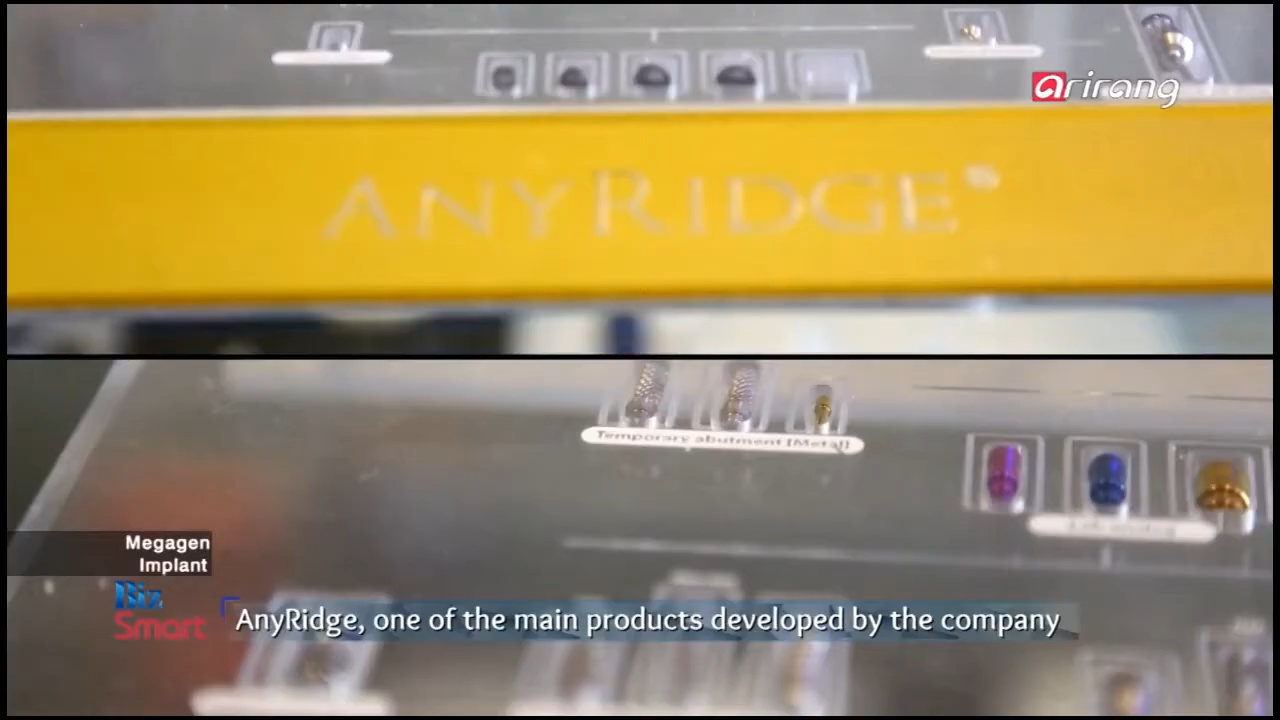 arirang
ANYRIDGE®
Temporary abutment (Metal)
Megagen
Implant
Biz
Smart
AnyRidge, one of the main products developed by the company